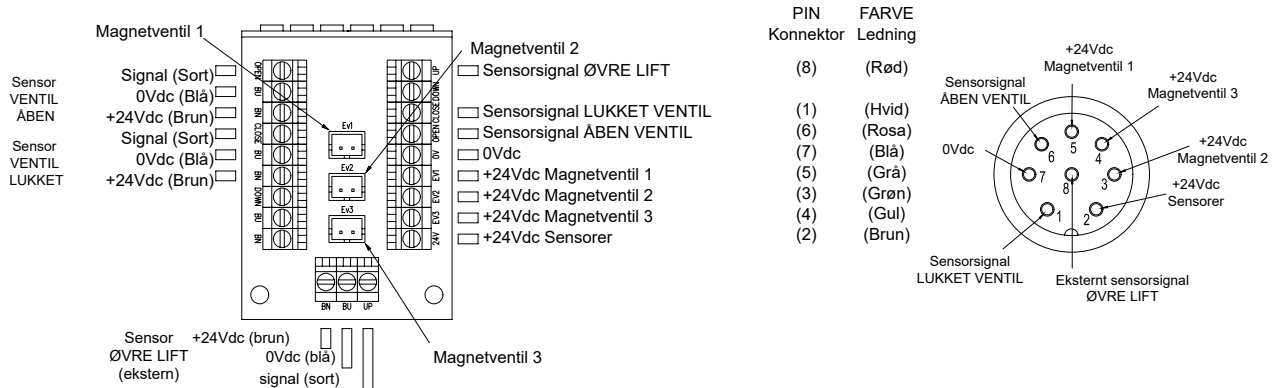 Magnetventil 1
Magnetventil 2
Sensor
VENTIL
ÅBEN
Signal (Sort)
0Vdc (Blå)
+24Vdc (Brun)
Sensor
VENTIL
LUKKET
Signal (Sort)
0Vdc (Blå)
+24Vdc (Brun)
OPEN
BU
BN
CLOSE
BU
BN
DOWN
BU
BN
Ev1
Ev2
Ev3
UP
DOWN
CLOSE
OPEN
0V
EV1
EV2
EV3
24V
Sensorsignal ØVRE LIFT
Sensorsignal LUKKET VENTIL
Sensorsignal ÅBEN VENTIL
0Vdc
+24Vdc Magnetventil 1
+24Vdc Magnetventil 2
+24Vdc Magnetventil 3
+24Vdc Sensorer
BN BU UP
Sensor
ØVRE LIFT
(ekstern)
+24Vdc (brun)
0Vdc (blå)
signal (sort)
Magnetventil 3
PIN FARVE
Konnektor Ledning
(8) (Rød)
(1) (Hvid)
(6) (Rosa)
(7) (Blå)
(5) (Grå)
(3) (Grøn)
(4) (Gul)
(2) (Brun)
+24Vdc
Magnetventil 1
Sensorsignal
ÅBEN VENTIL
+24Vdc
Magnetventil 3
0Vdc
+24Vdc
Magnetventil 2
+24Vdc
Sensorer
5
6
4
7
8
3
1
2
Sensorsignal
LUKKET VENTIL
Eksternt sensorsignal
ØVRE LIFT